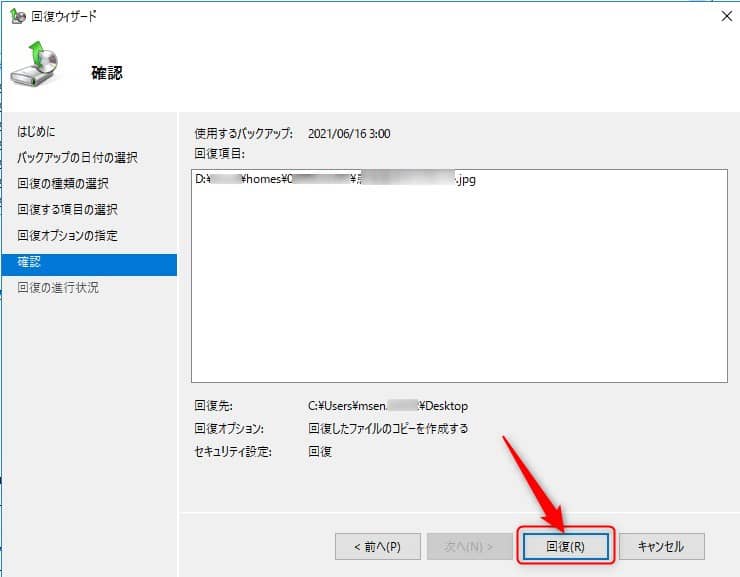 回復ウィザード
確認
はじめに
バックアップの日付の選択
回復の種類の選択
回復する項目の選択
回復オプションの指定
確認
回復の進行状況
使用するバックアップ: 2021/06/16 3:00
回復項目:
D:¥ ¥homes¥0 ¥ .jpg
回復先: C:¥Users¥msen. ¥Desktop
回復オプション: 回復したファイルのコピーを作成する
セキュリティ設定: 回復
< 前へ(P) 次へ(N) > 回復(R) キャンセル